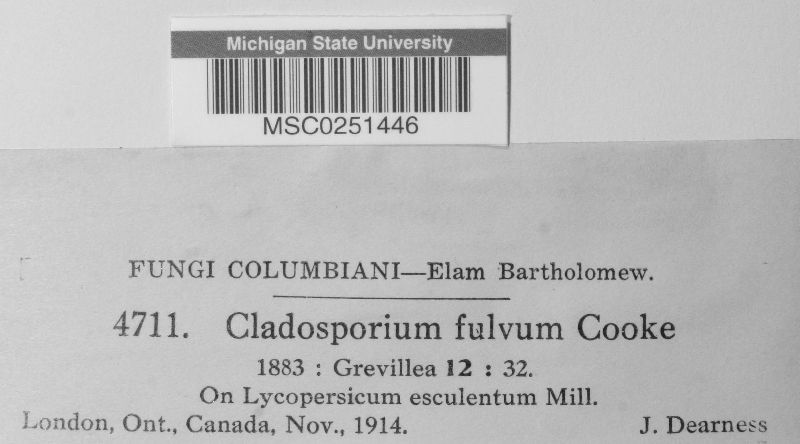 Michigan State University
MSC0251446
FUNGI COLUMBIANI—Elam Bartholomew.
4711. Cladosporium fulvum Cooke
1883 : Grevillea 12 : 32.
On Lycopersicum esculentum Mill.
London, Ont., Canada, Nov., 1914. J. Dearness